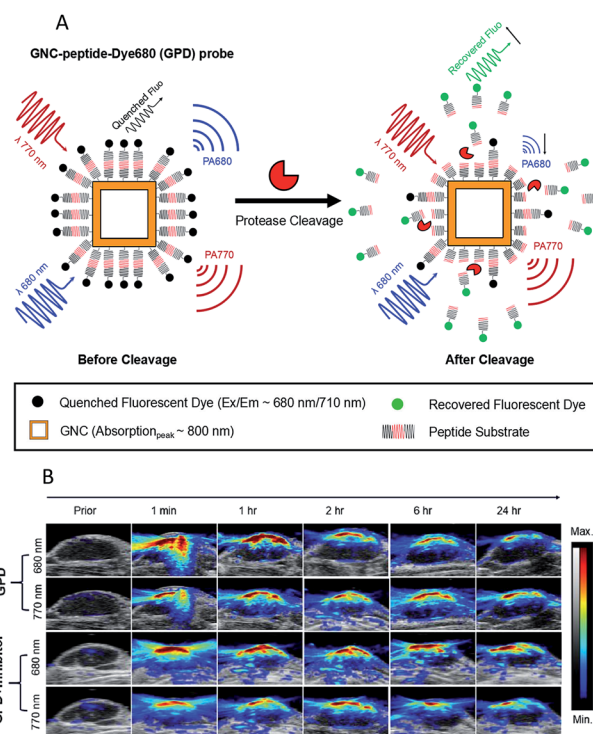 A
GNC-peptide-Dye680 (GPD) probe
λ 770 nm
Quenched Fluo
PA680
λ 680 nm
PA770
Before Cleavage
Protease Cleavage
Recovered Fluo
λ 770 nm
PA680
λ 680 nm
PA770
After Cleavage
Quenched Fluorescent Dye (Ex/Em ~ 680 nm/710 nm)
Recovered Fluorescent Dye
GNC (Absorptionpeak ~ 800 nm)
Peptide Substrate
B
Prior 1 min 1 hr 2 hr 6 hr 24 hr
GPD
680 nm
770 nm
680 nm
770 nm
Max.
Min.